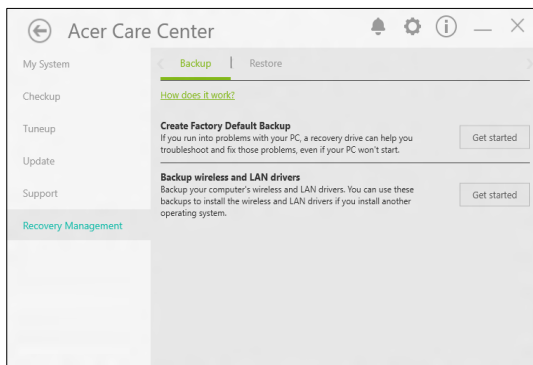 Acer Care Center
My System
Backup
Restore
Checkup
How does it work?
Tuneup
Create Factory Default Backup
If you run into problems with your PC, a recovery drive can help you
troubleshoot and fix those problems, even if your PC won't start.
Get started
Update
Backup wireless and LAN drivers
Backup your computer's wireless and LAN drivers. You can use these
backups to install the wireless and LAN drivers if you install another
operating system.
Get started
Support
Recovery Management